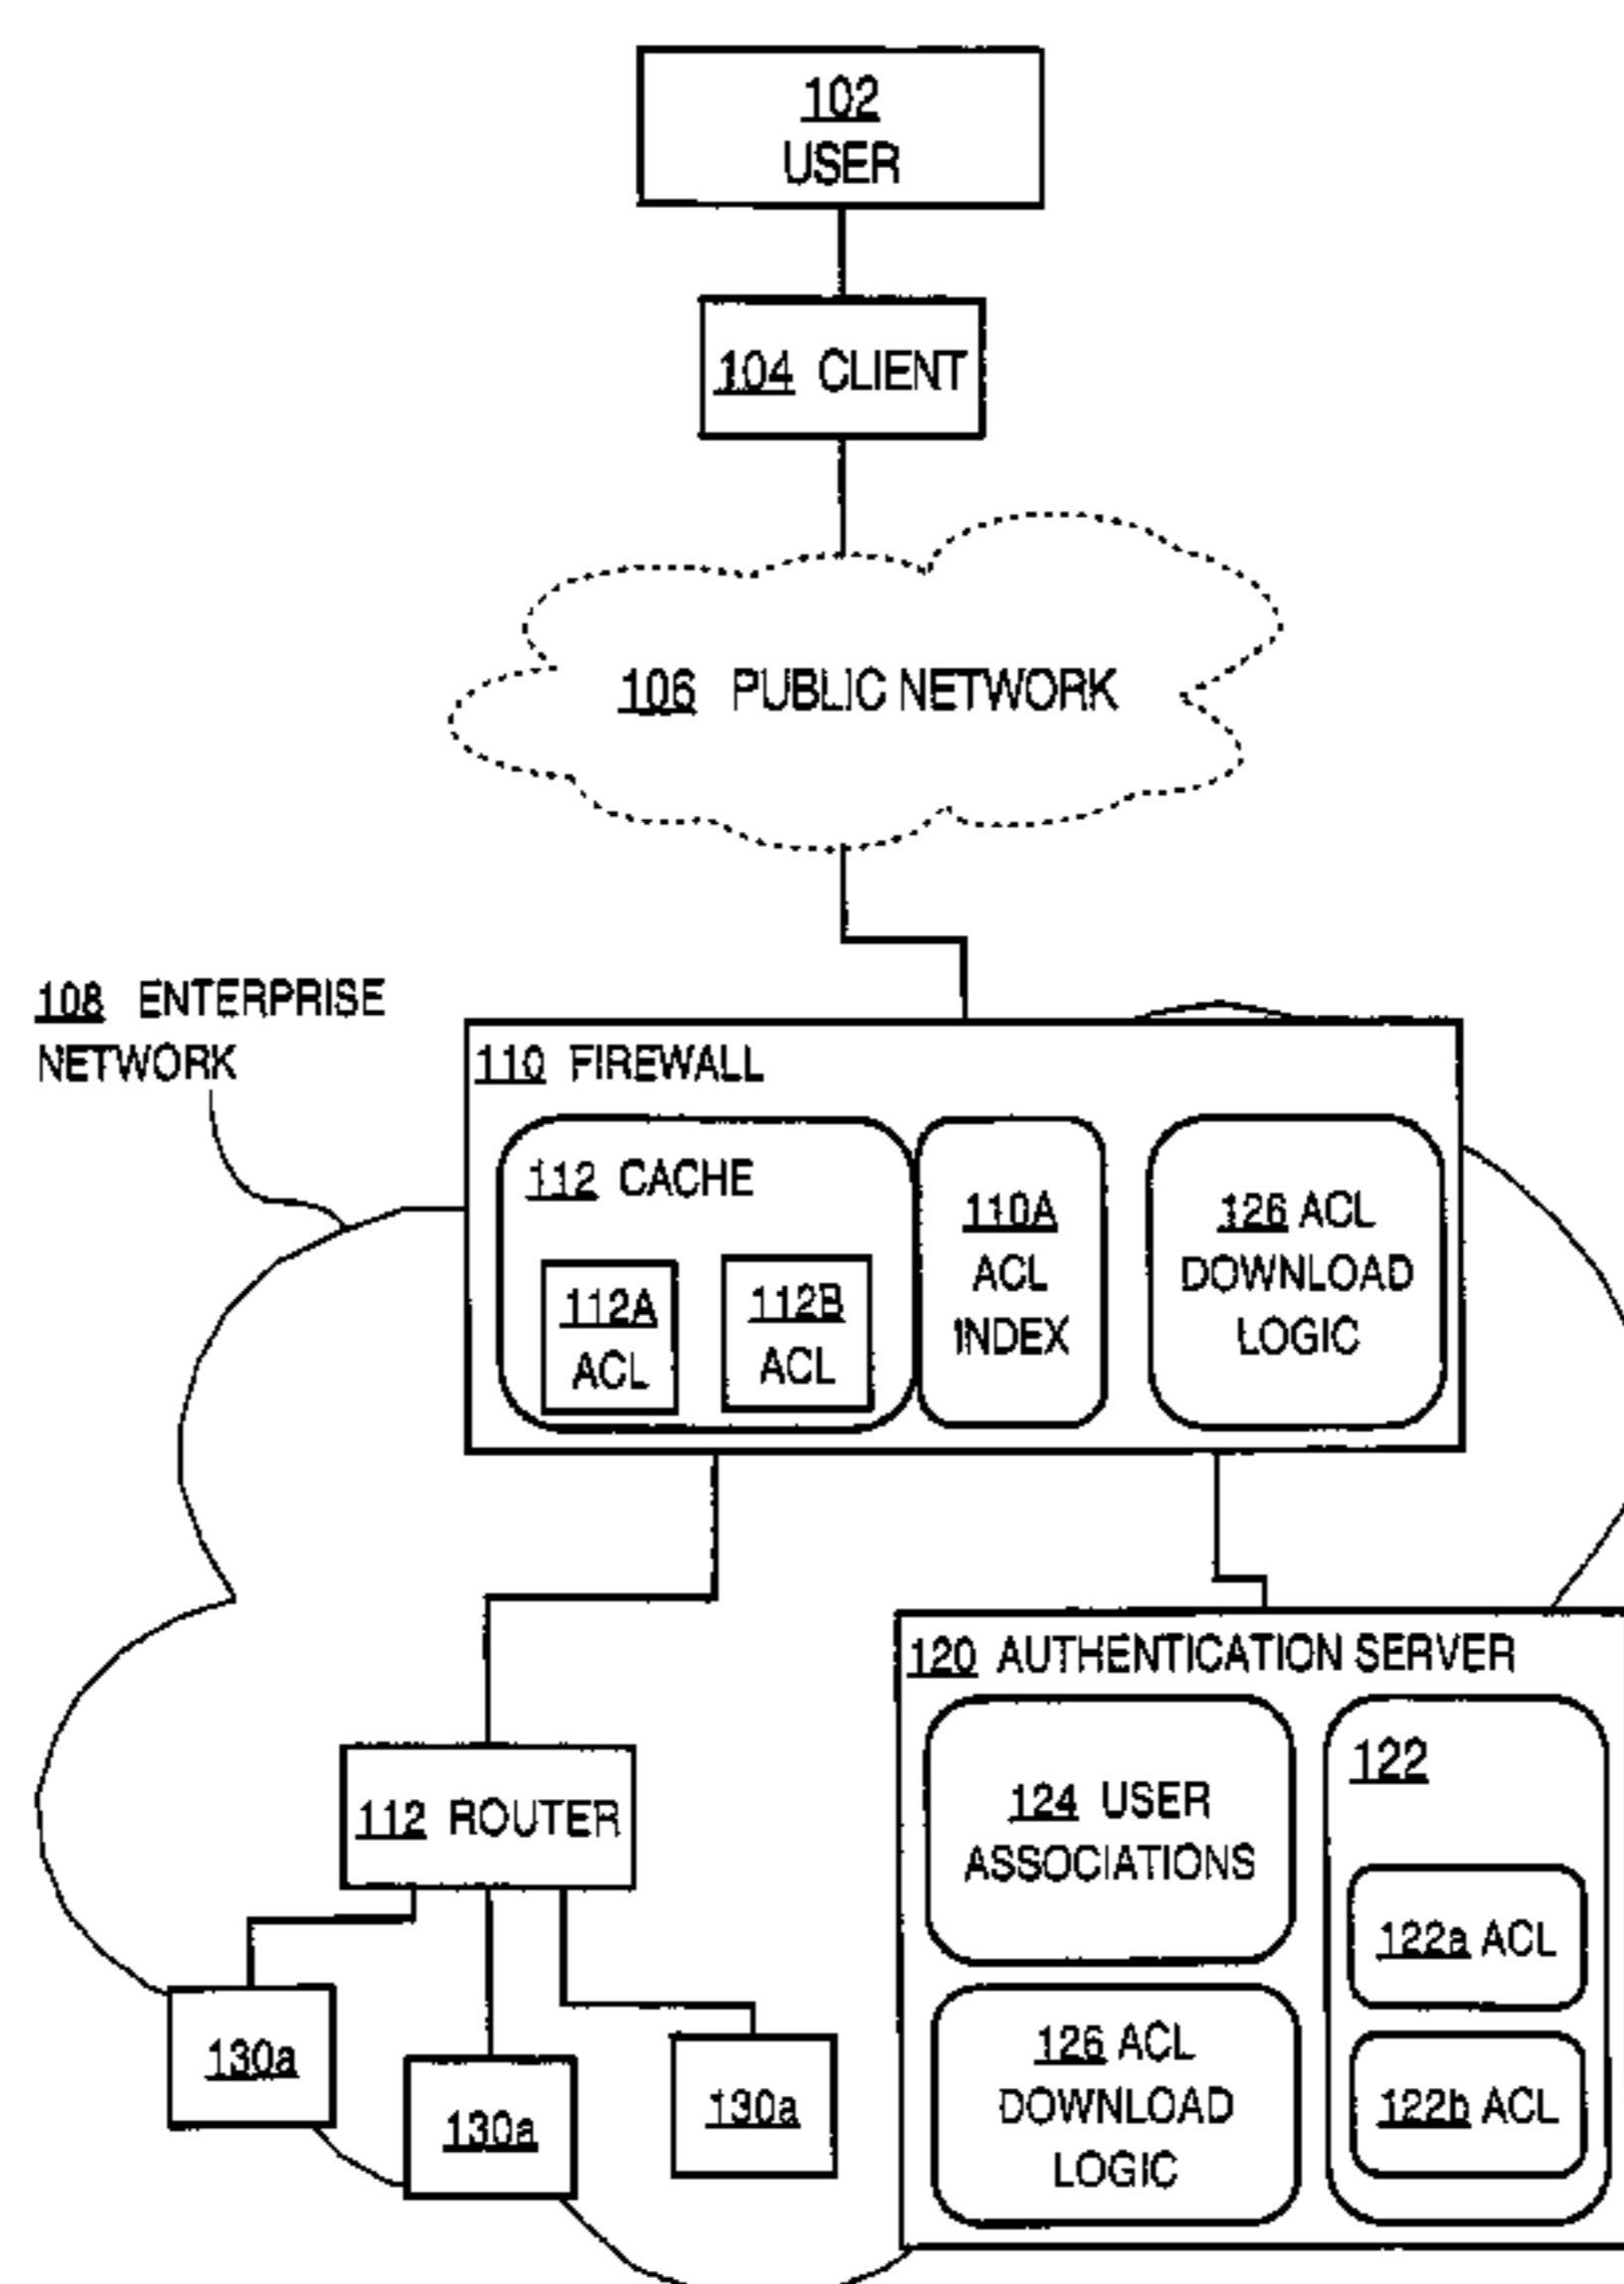 102
USER
104 CLIENT
106 PUBLIC NETWORK
108 ENTERPRISE
NETWORK
110 FIREWALL
112 CACHE
112A
ACL
112B
ACL
110A
ACL
INDEX
126 ACL
DOWNLOAD
LOGIC
112 ROUTER
130a
130a
130a
120 AUTHENTICATION SERVER
124 USER
ASSOCIATIONS
126 ACL
DOWNLOAD
LOGIC
122
122a ACL
122b ACL